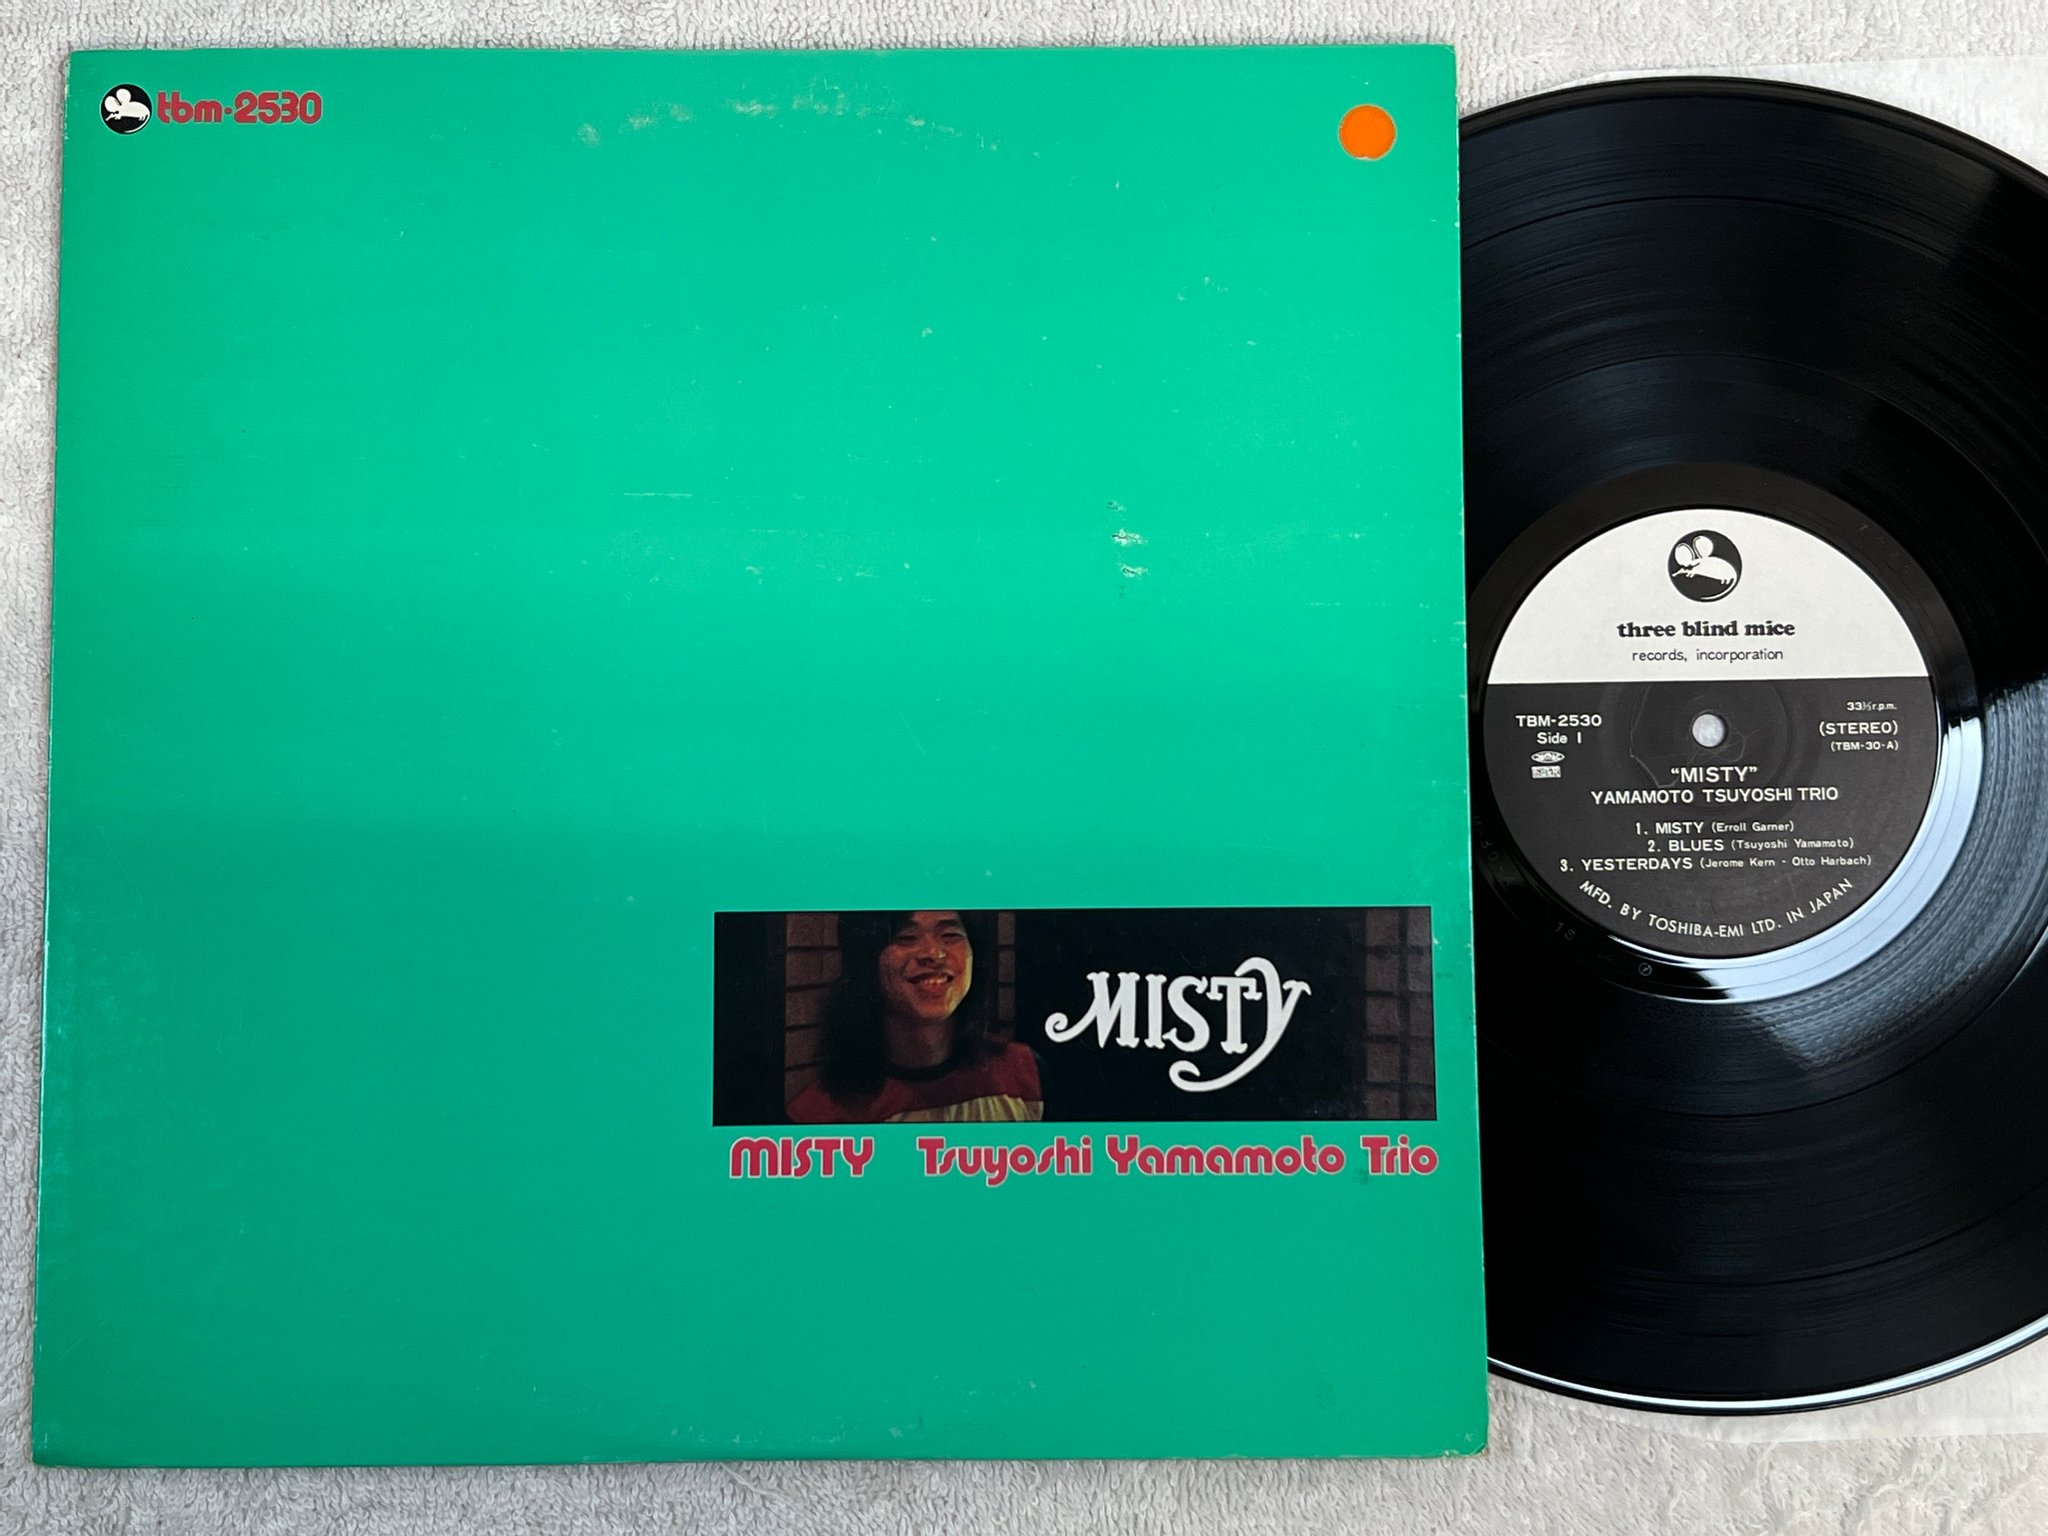 tbm·2530
MISTY
MISTY Tsuyoshi Yamamoto Trio
three blind mice
records, incorporation
TBM-2530
Side 1
33⅓ r.p.m.
(STEREO)
(TBM-30-A)
"MISTY"
YAMAMOTO TSUYOSHI TRIO
1. MISTY (Erroll Garner)
2. BLUES (Tsuyoshi Yamamoto)
3. YESTERDAYS (Jerome Kern - Otto Harbach)
MFD. BY TOSHIBA-EMI LTD. IN JAPAN